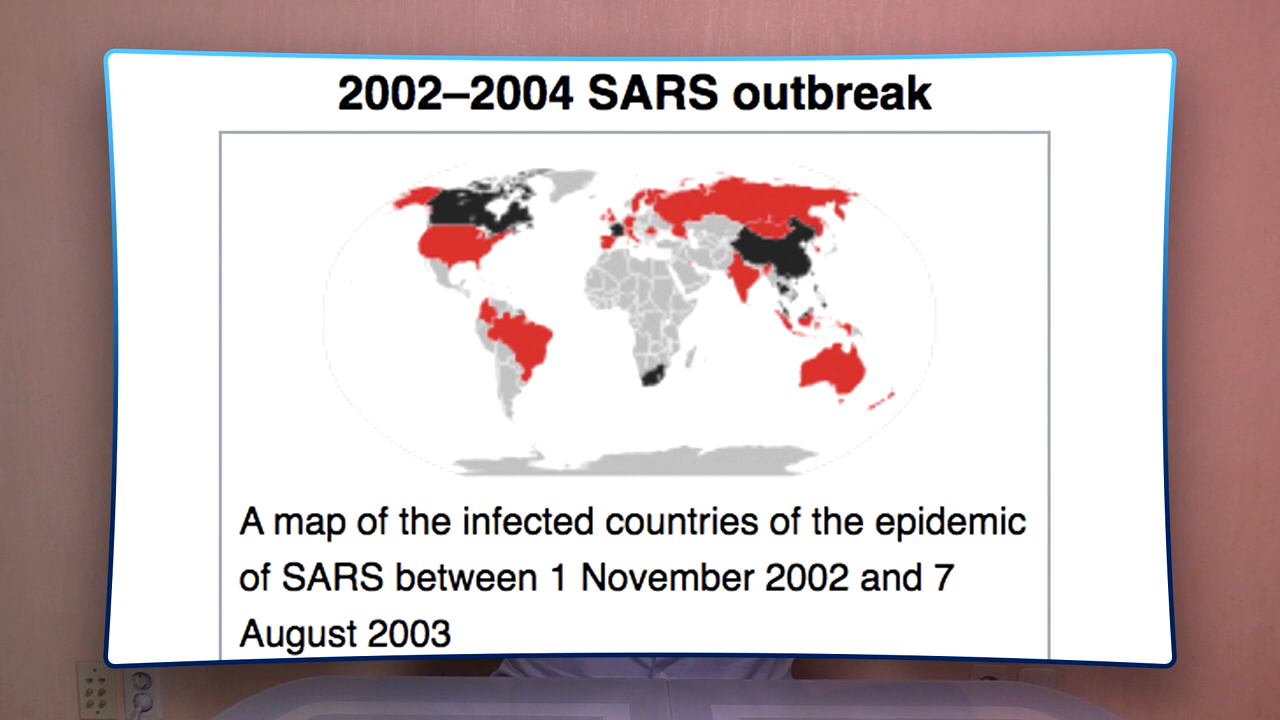 2002–2004 SARS outbreak
A map of the infected countries of the epidemic
of SARS between 1 November 2002 and 7
August 2003